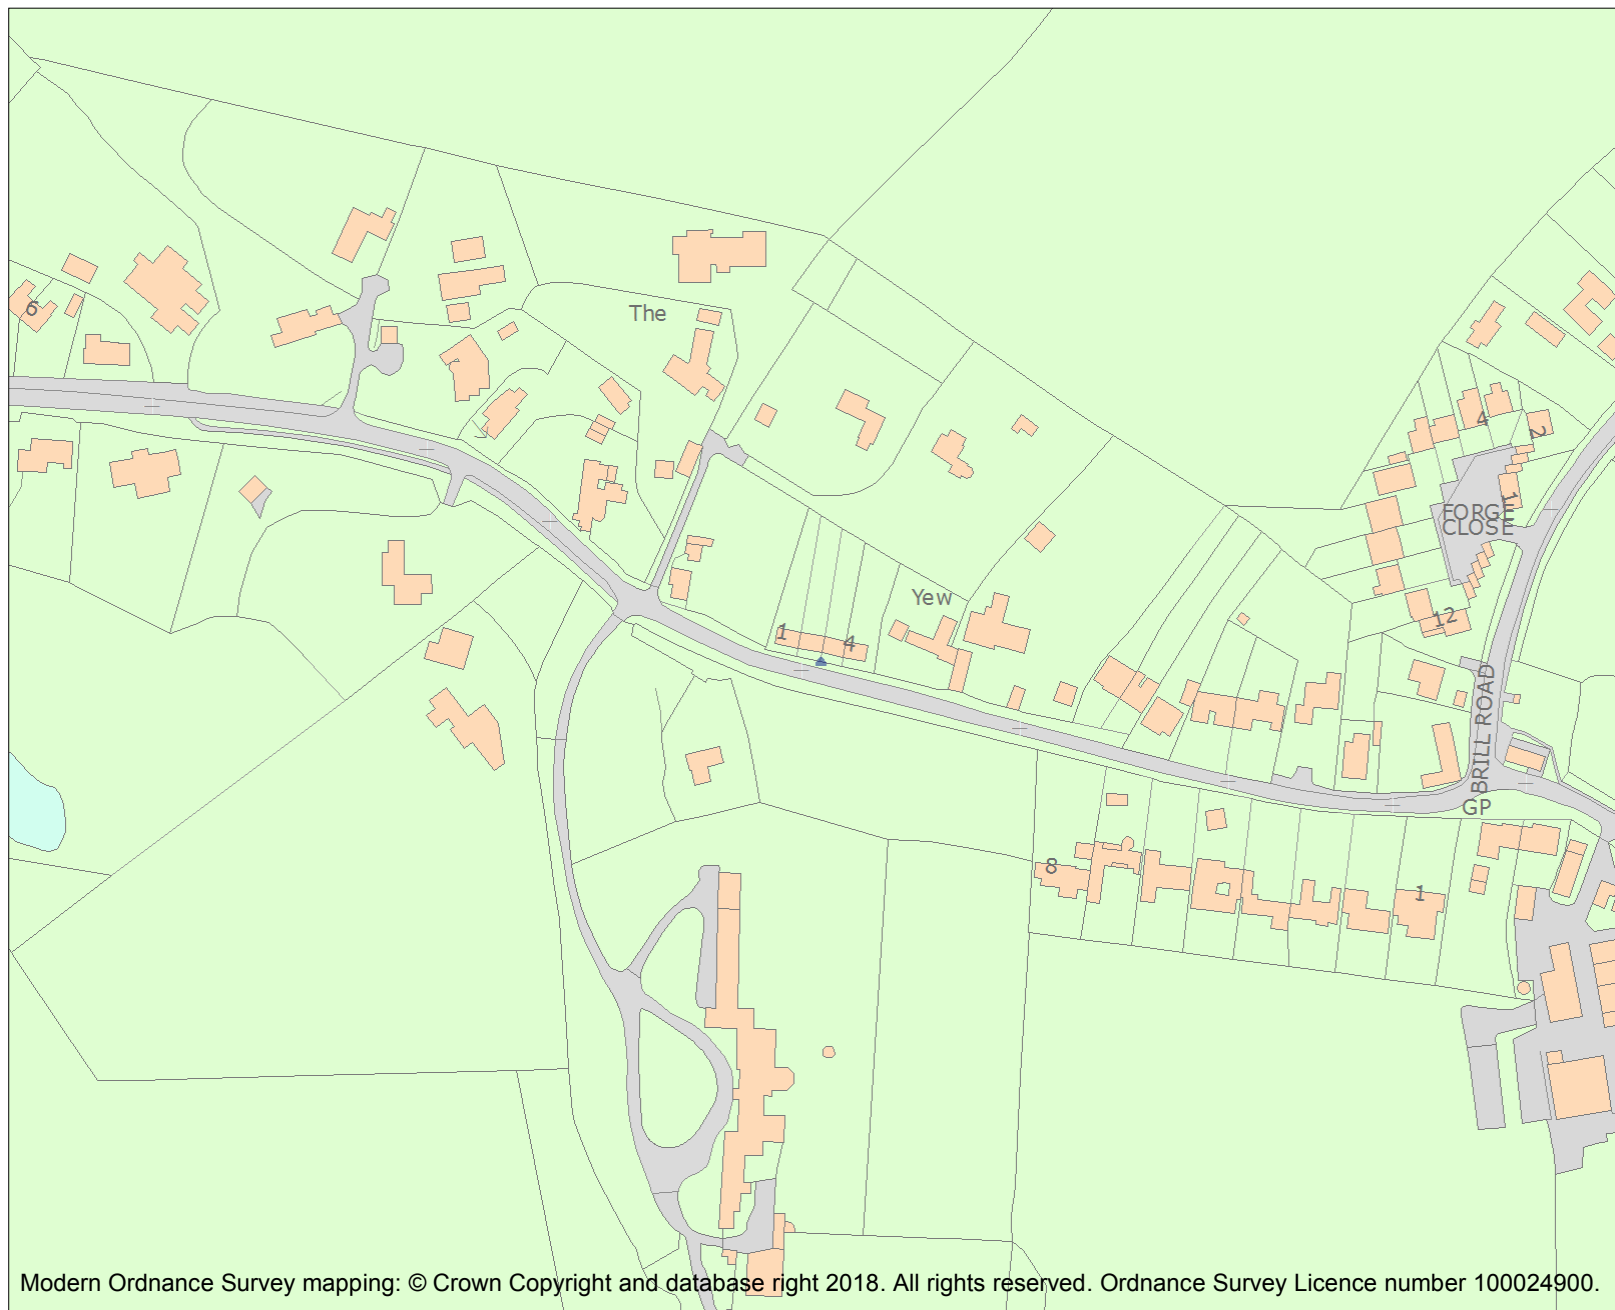 The
6
4
2
1
FORGE
CLOSE
12
Yew
1
4
BRILL ROAD
GP
8
1
Modern Ordnance Survey mapping: © Crown Copyright and database right 2018. All rights reserved. Ordnance Survey Licence number 100024900.